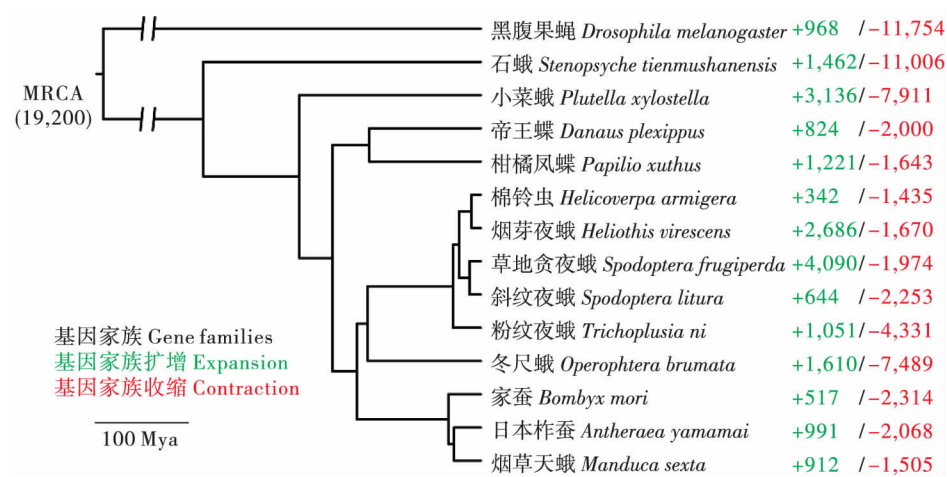 黑腹果蝇 Drosophila melanogaster +968 /−11,754
石蛾 Stenopsyche tienmushanensis +1,462/−11,006
MRCA
(19,200)
小菜蛾 Plutella xylostella +3,136/−7,911
帝王蝶 Danaus plexippus +824 /−2,000
柑橘凤蝶 Papilio xuthus +1,221/−1,643
棉铃虫 Helicoverpa armigera +342 /−1,435
烟芽夜蛾 Heliothis virescens +2,686/−1,670
草地贪夜蛾 Spodoptera frugiperda +4,090/−1,974
斜纹夜蛾 Spodoptera litura +644 /−2,253
粉纹夜蛾 Trichoplusia ni +1,051/−4,331
冬尺蛾 Operophtera brumata +1,610/−7,489
家蚕 Bombyx mori +517 /−2,314
日本柞蚕 Antheraea yamamai +991 /−2,068
烟草天蛾 Manduca sexta +912 /−1,505
基因家族 Gene families
基因家族扩增 Expansion
基因家族收缩 Contraction
100 Mya